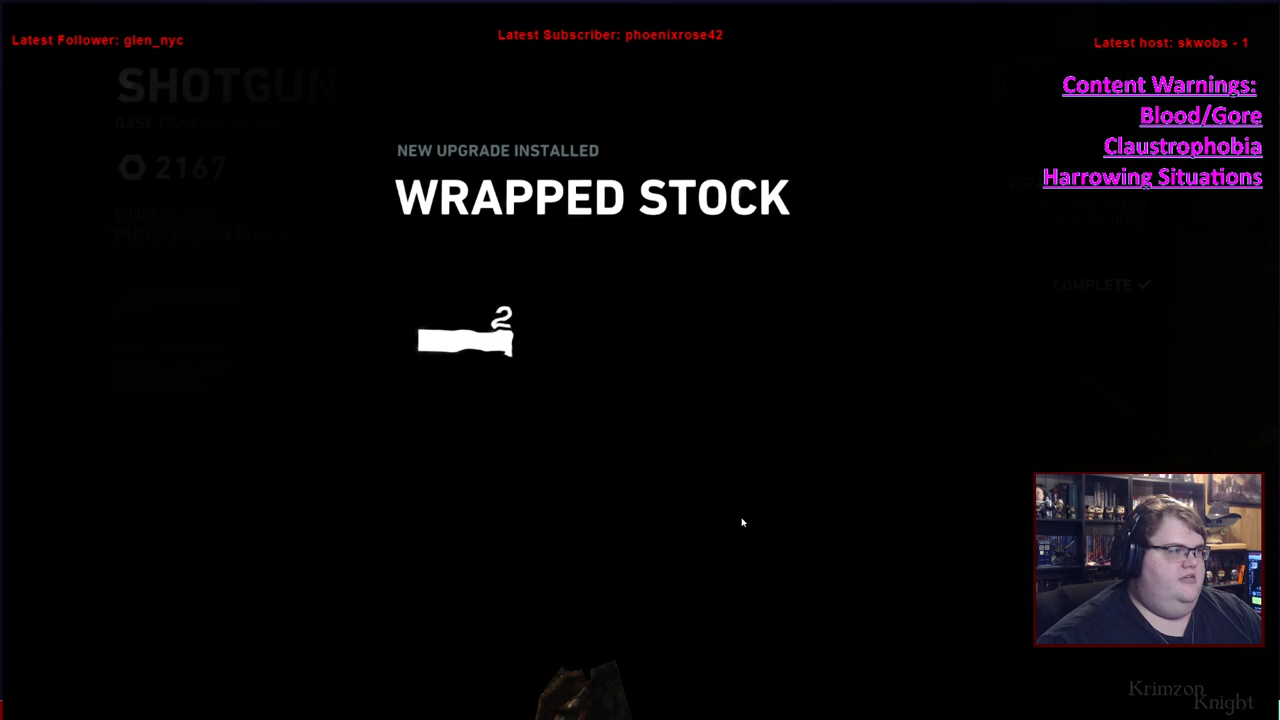 Latest Follower: glen_nyc
Latest Subscriber: phoenixrose42
Latest host: skwobs - 1
SHOTGUN
2167
Content Warnings:
Blood/Gore
Claustrophobia
Harrowing Situations
NEW UPGRADE INSTALLED
WRAPPED STOCK
2
COMPLETE
Krimzon
Knight